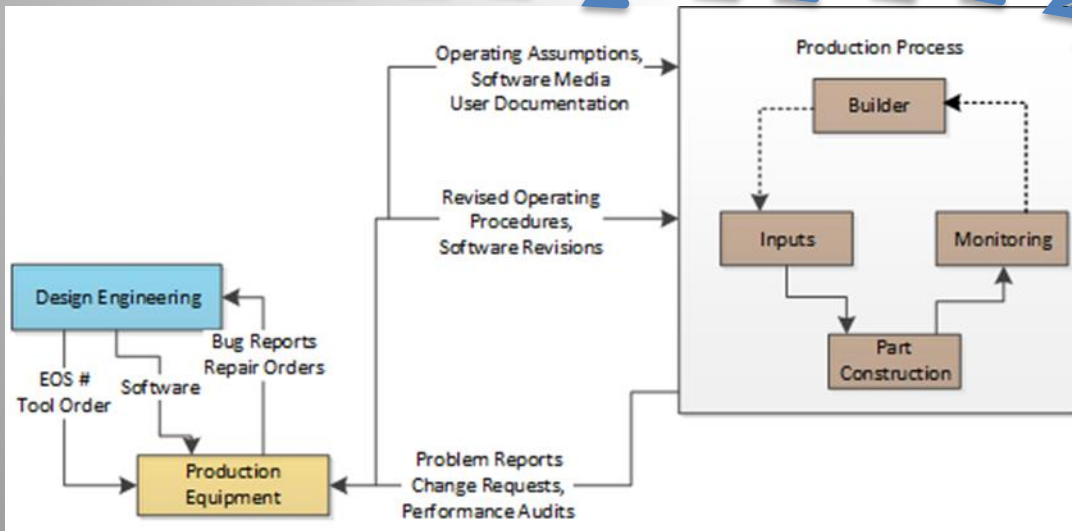 Operating Assumptions,
Software Media
User Documentation
Production Process
Builder
Revised Operating
Procedures,
Software Revisions
Inputs
Monitoring
Design Engineering
Bug Reports
Repair Orders
EOS #
Tool Order
Software
Part
Construction
Production
Equipment
Problem Reports
Change Requests,
Performance Audits